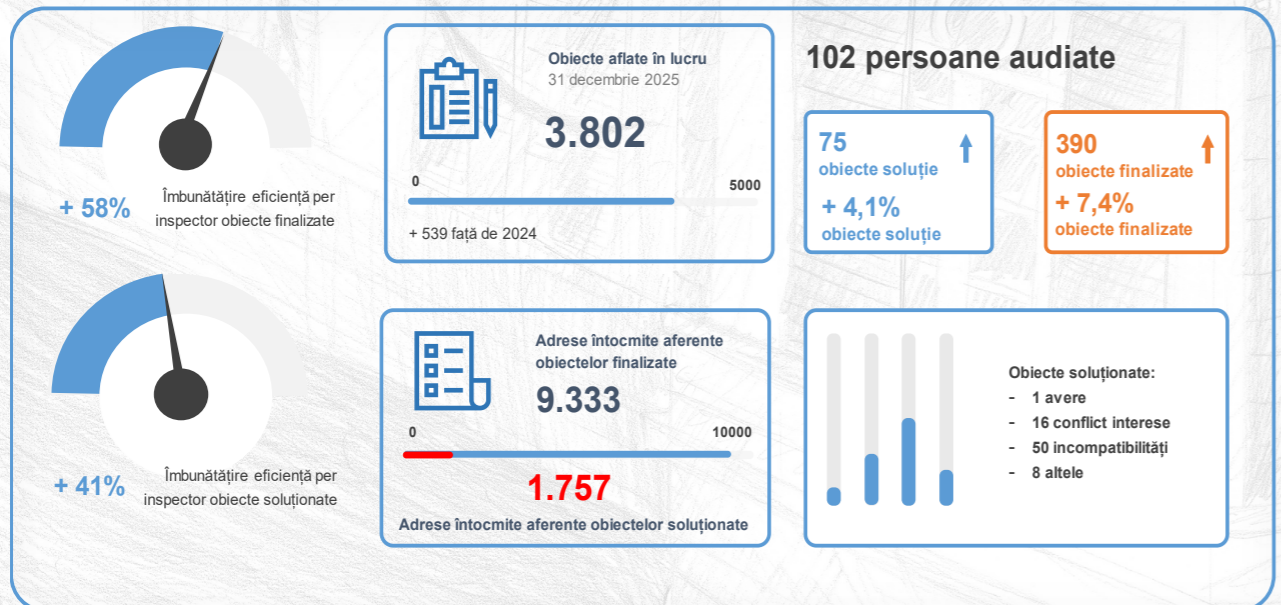 + 58%
Îmbunătățire eficiență per
inspector obiecte finalizate
+ 41%
Îmbunătățire eficiență per
inspector obiecte soluționate
Obiecte aflate în lucru
31 decembrie 2025
3.802
0
5000
+ 539 față de 2024
Adrese întocmite aferente
obiectelor finalizate
9.333
0
10000
1.757
Adrese întocmite aferente obiectelor soluționate
102 persoane audiate
75
obiecte soluție
+ 4,1%
obiecte soluție
390
obiecte finalizate
+ 7,4%
obiecte finalizate
Obiecte soluționate:
- 1 avere
- 16 conflict interese
- 50 incompatibilități
- 8 altele